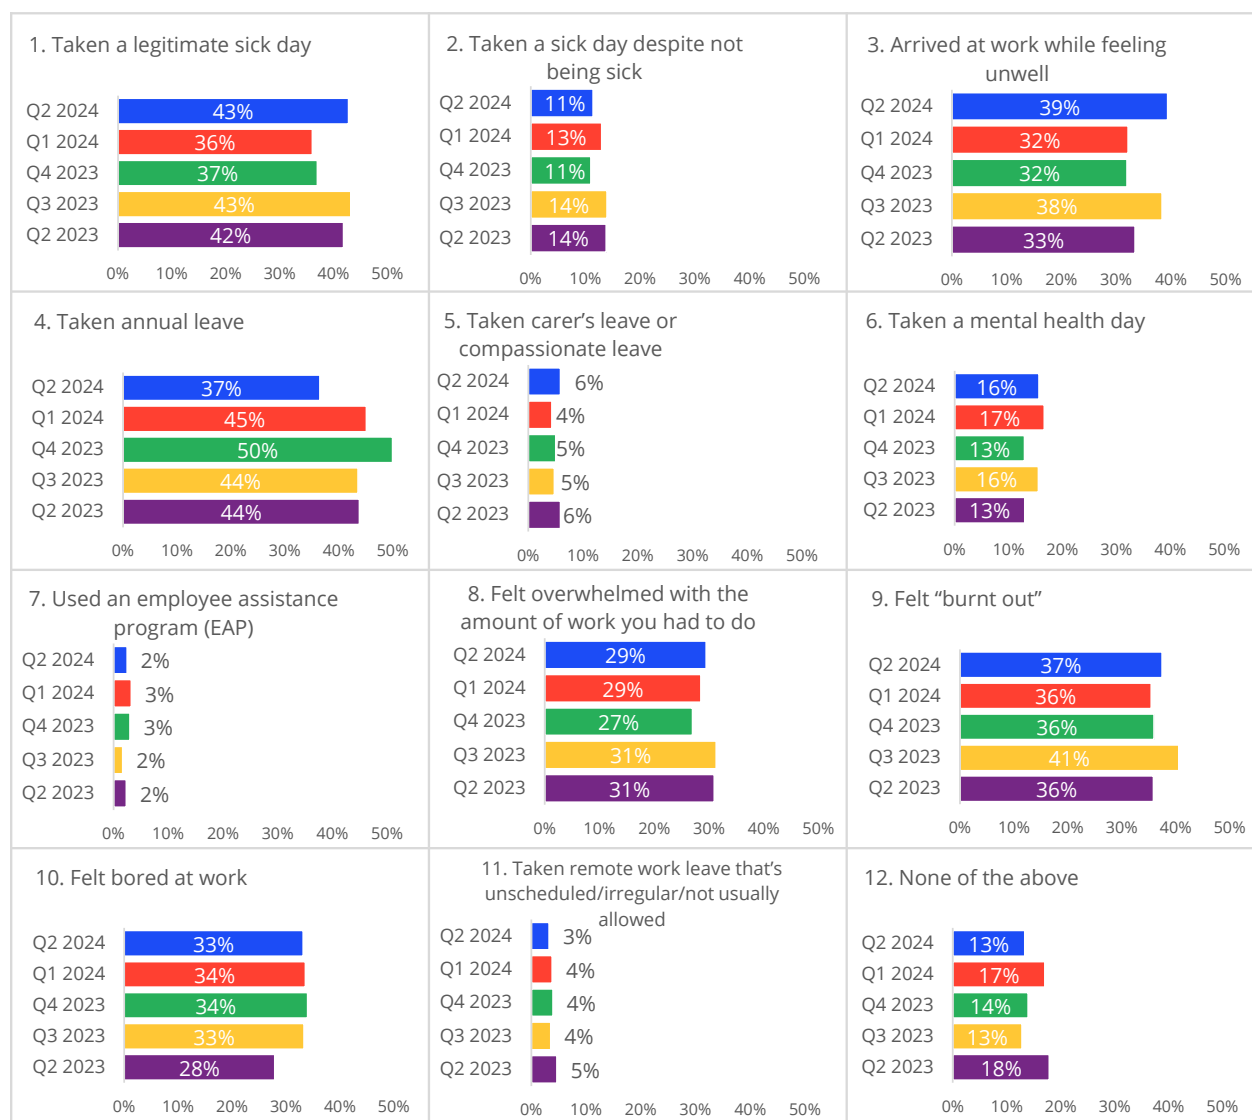 1. Taken a legitimate sick day
Q2 2024 43%
Q1 2024 36%
Q4 2023 37%
Q3 2023 43%
Q2 2023 42%
0% 10% 20% 30% 40% 50%
2. Taken a sick day despite not
being sick
Q2 2024 11%
Q1 2024 13%
Q4 2023 11%
Q3 2023 14%
Q2 2023 14%
0% 10% 20% 30% 40% 50%
3. Arrived at work while feeling
unwell
Q2 2024 39%
Q1 2024 32%
Q4 2023 32%
Q3 2023 38%
Q2 2023 33%
0% 10% 20% 30% 40% 50%
4. Taken annual leave
Q2 2024 37%
Q1 2024 45%
Q4 2023 50%
Q3 2023 44%
Q2 2023 44%
0% 10% 20% 30% 40% 50%
5. Taken carer’s leave or
compassionate leave
Q2 2024 6%
Q1 2024 4%
Q4 2023 5%
Q3 2023 5%
Q2 2023 6%
0% 10% 20% 30% 40% 50%
6. Taken a mental health day
Q2 2024 16%
Q1 2024 17%
Q4 2023 13%
Q3 2023 16%
Q2 2023 13%
0% 10% 20% 30% 40% 50%
7. Used an employee assistance
program (EAP)
Q2 2024 2%
Q1 2024 3%
Q4 2023 3%
Q3 2023 2%
Q2 2023 2%
0% 10% 20% 30% 40% 50%
8. Felt overwhelmed with the
amount of work you had to do
Q2 2024 29%
Q1 2024 29%
Q4 2023 27%
Q3 2023 31%
Q2 2023 31%
0% 10% 20% 30% 40% 50%
9. Felt “burnt out”
Q2 2024 37%
Q1 2024 36%
Q4 2023 36%
Q3 2023 41%
Q2 2023 36%
0% 10% 20% 30% 40% 50%
10. Felt bored at work
Q2 2024 33%
Q1 2024 34%
Q4 2023 34%
Q3 2023 33%
Q2 2023 28%
0% 10% 20% 30% 40% 50%
11. Taken remote work leave that’s
unscheduled/irregular/not usually
allowed
Q2 2024 3%
Q1 2024 4%
Q4 2023 4%
Q3 2023 4%
Q2 2023 5%
0% 10% 20% 30% 40% 50%
12. None of the above
Q2 2024 13%
Q1 2024 17%
Q4 2023 14%
Q3 2023 13%
Q2 2023 18%
0% 10% 20% 30% 40% 50%